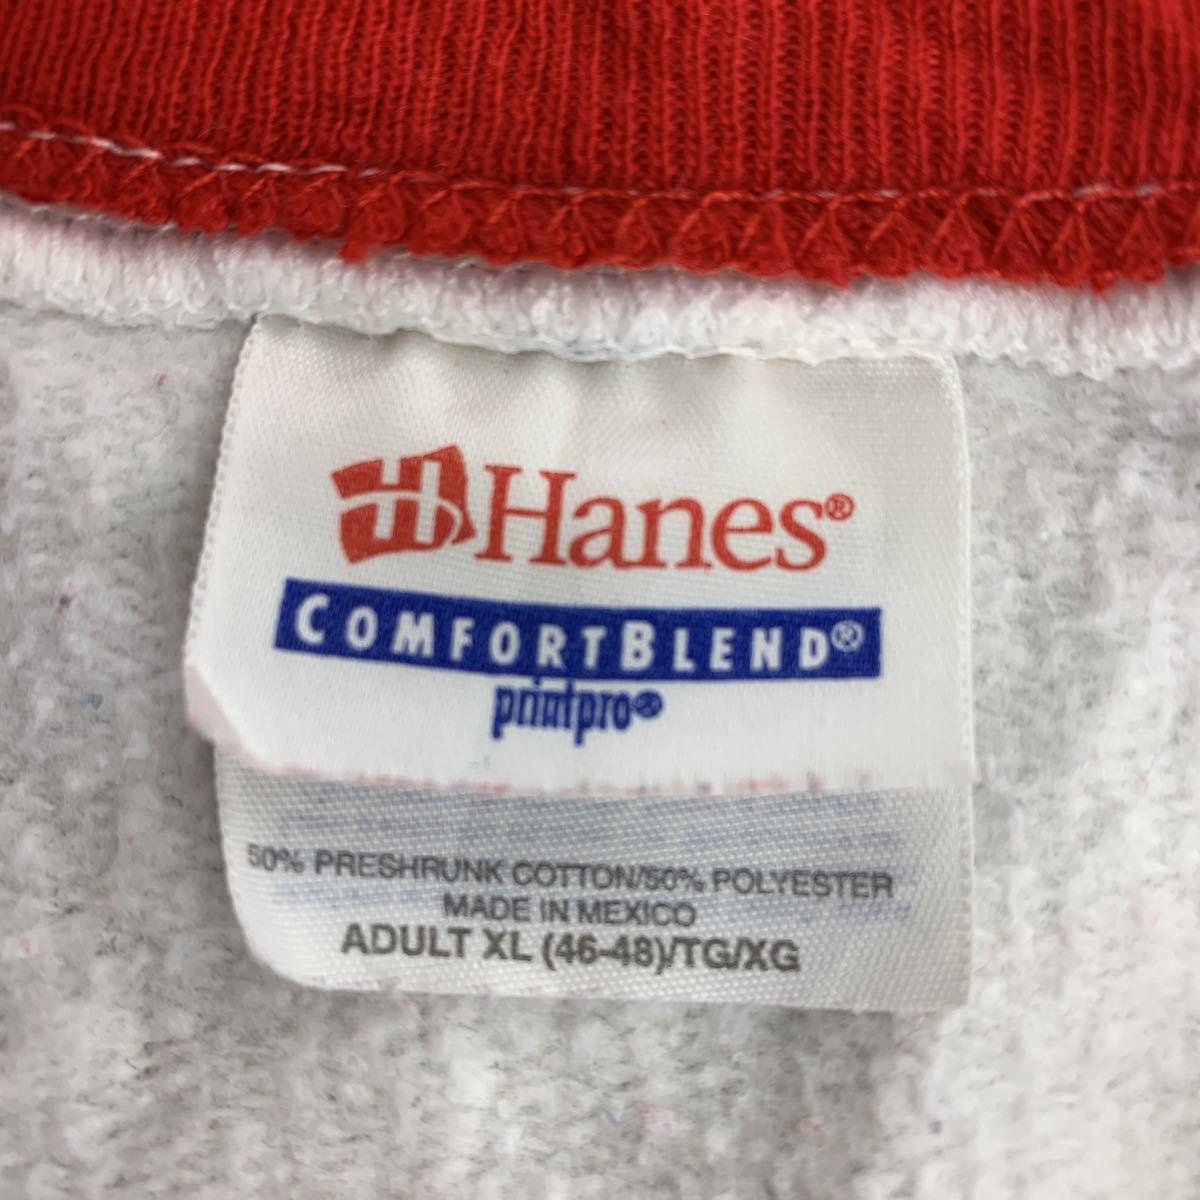 H Hanes®
COMFORTBLEND®
printpro®
50% PRESHRUNK COTTON/50% POLYESTER
MADE IN MEXICO
ADULT XL (46-48)/TG/XG